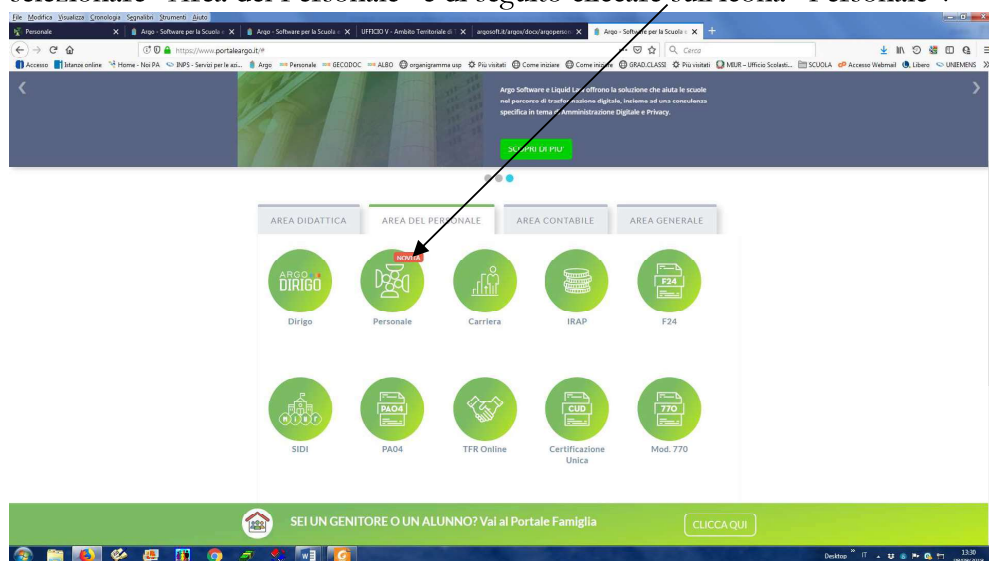 selezionare "Area del Personale" e di seguito cliccare sull'icona "Personale".
File Modifica Visualizza Cronologia Segnalibri Strumenti Aiuto
Personale
Argo - Software per la Scuola e
Argo - Software per la Scuola e
UFFICIO V - Ambito Territoriale di
argosoft.it/argox/docx/argoperson
Argo - Software per la Scuola e
https://www.portaleargo.it/#
Cerca
Accesso
Istanze online
Home - Noi PA
INPS - Servizi per le azi...
Argo
Personale
GECODOC
ALBO
organigramma usp
Più visitati
Come iniziare
Come iniziare
GRAD.CLASSI
Più visitati
MIUR – Ufficio Scolasti...
SCUOLA
Accesso Webmail
Libero
UNIEMENS
Argo Software e Liquid Law offrono la soluzione che aiuta le scuole
nel percorso di trasformazione digitale, insieme ad una consulenza
specifica in tema di Amministrazione Digitale e Privacy.
SCOPRI DI PIU'
AREA DIDATTICA
AREA DEL PERSONALE
AREA CONTABILE
AREA GENERALE
ARGO
DIRIGO
NOVITÀ
F24
Dirigo
Personale
Carriera
IRAP
F24
miur
PA04
CUD
770
SIDI
PA04
TFR Online
Certificazione
Unica
Mod. 770
SEI UN GENITORE O UN ALUNNO? Vai al Portale Famiglia
CLICCA QUI
Desktop
IT
13:30